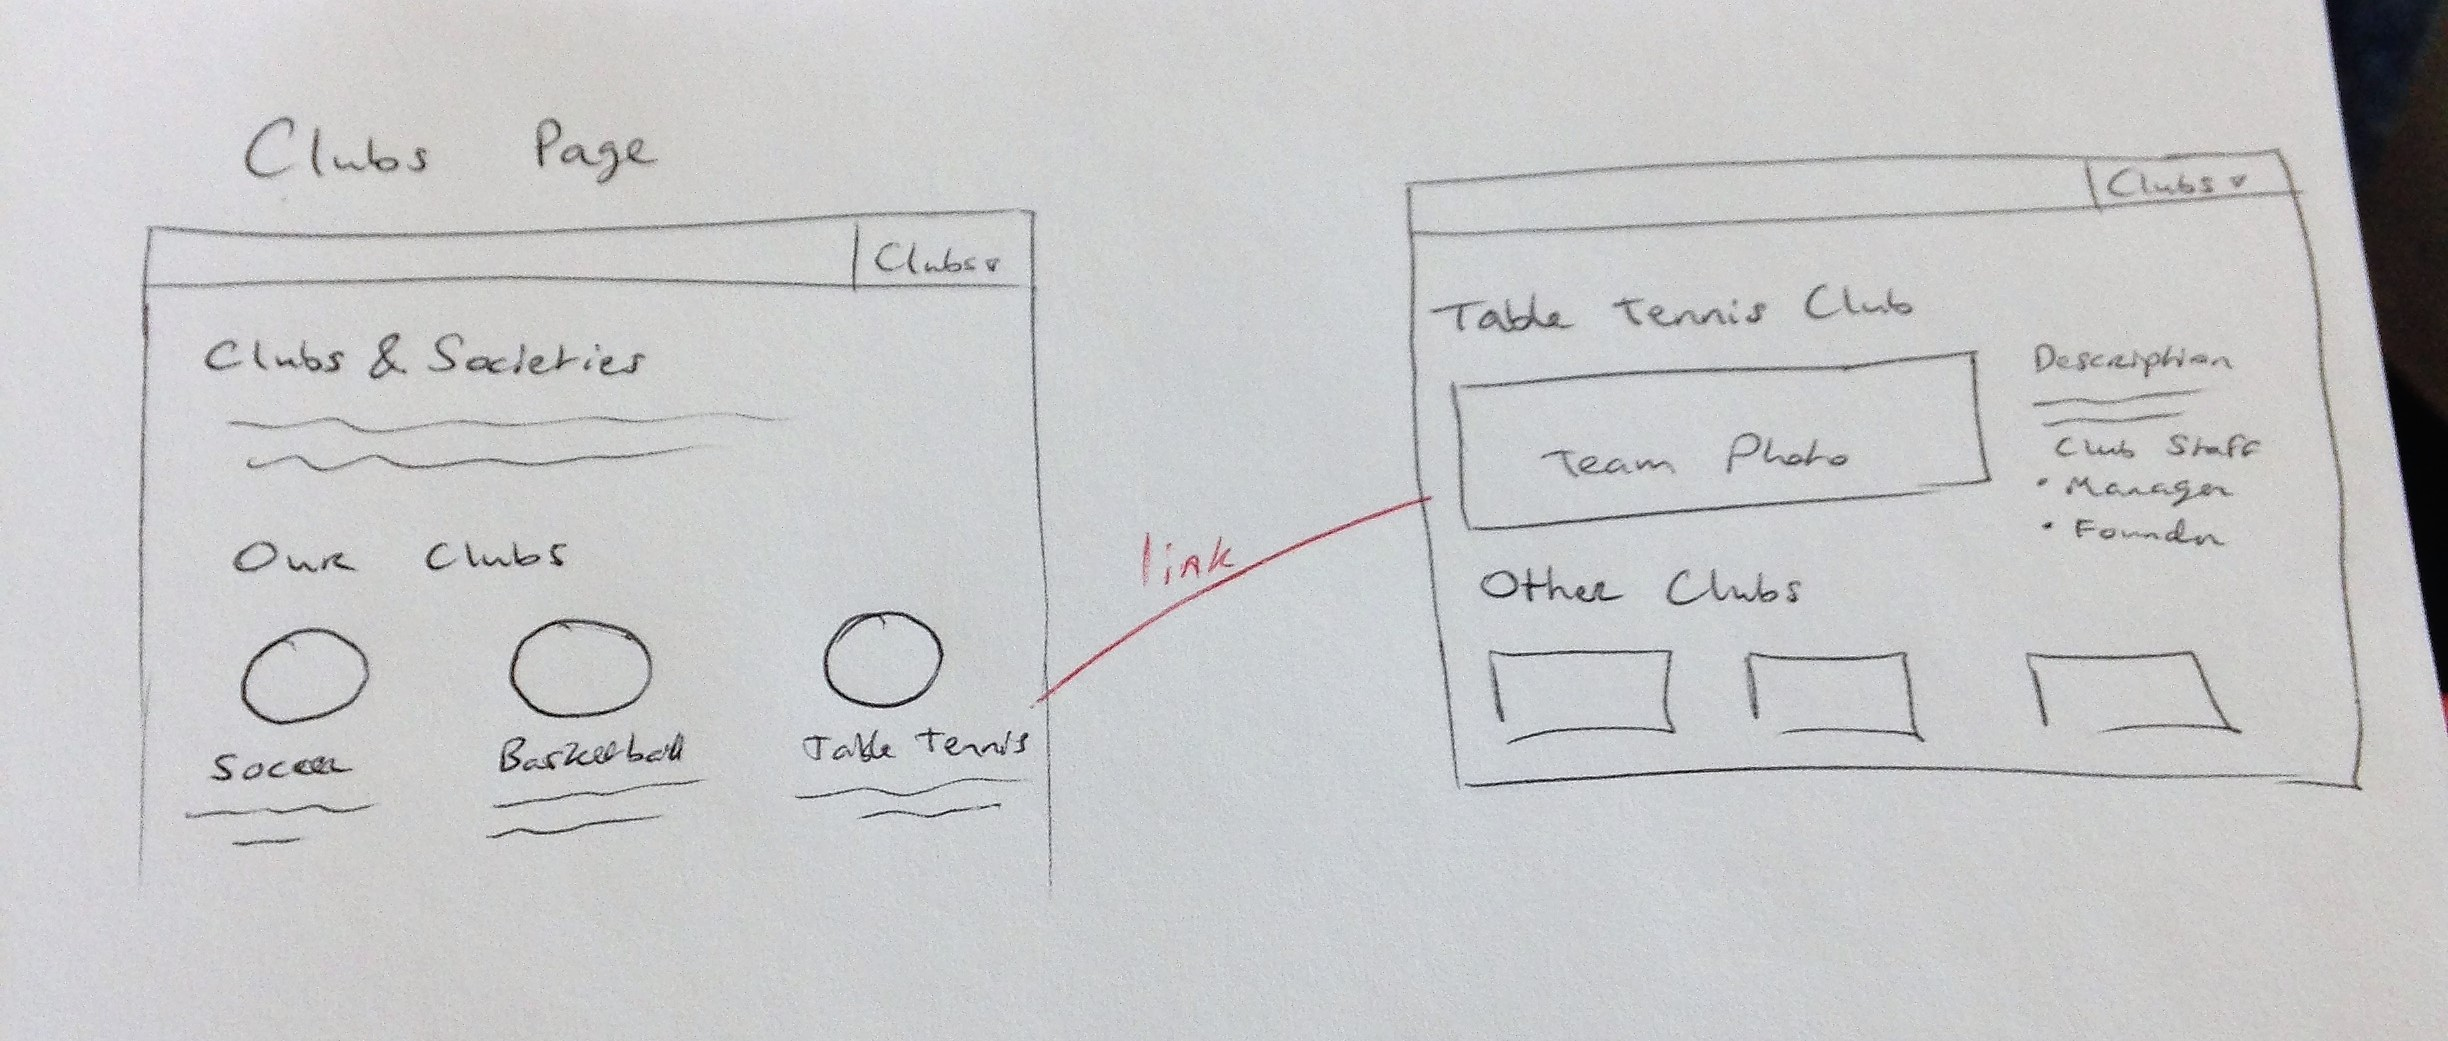 Clubs Page
Clubs
Clubs & Societies
Our Clubs
Soccer
Basketball
Table Tennis
link
Clubs
Table Tennis Club
Team Photo
Description
Club Staff
• Manager
• Founder
Other Clubs